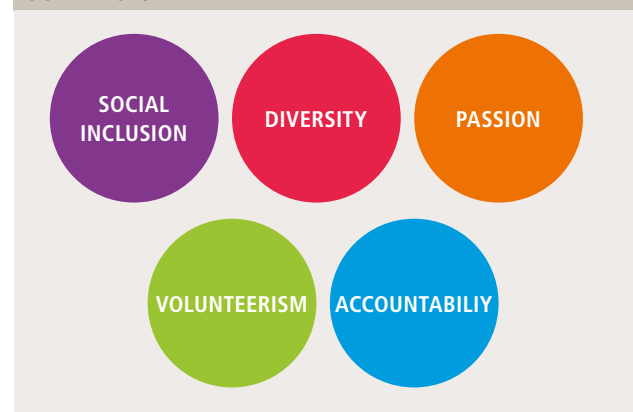 SOCIAL
INCLUSION
DIVERSITY
PASSION
VOLUNTEERISM
ACCOUNTABILIY